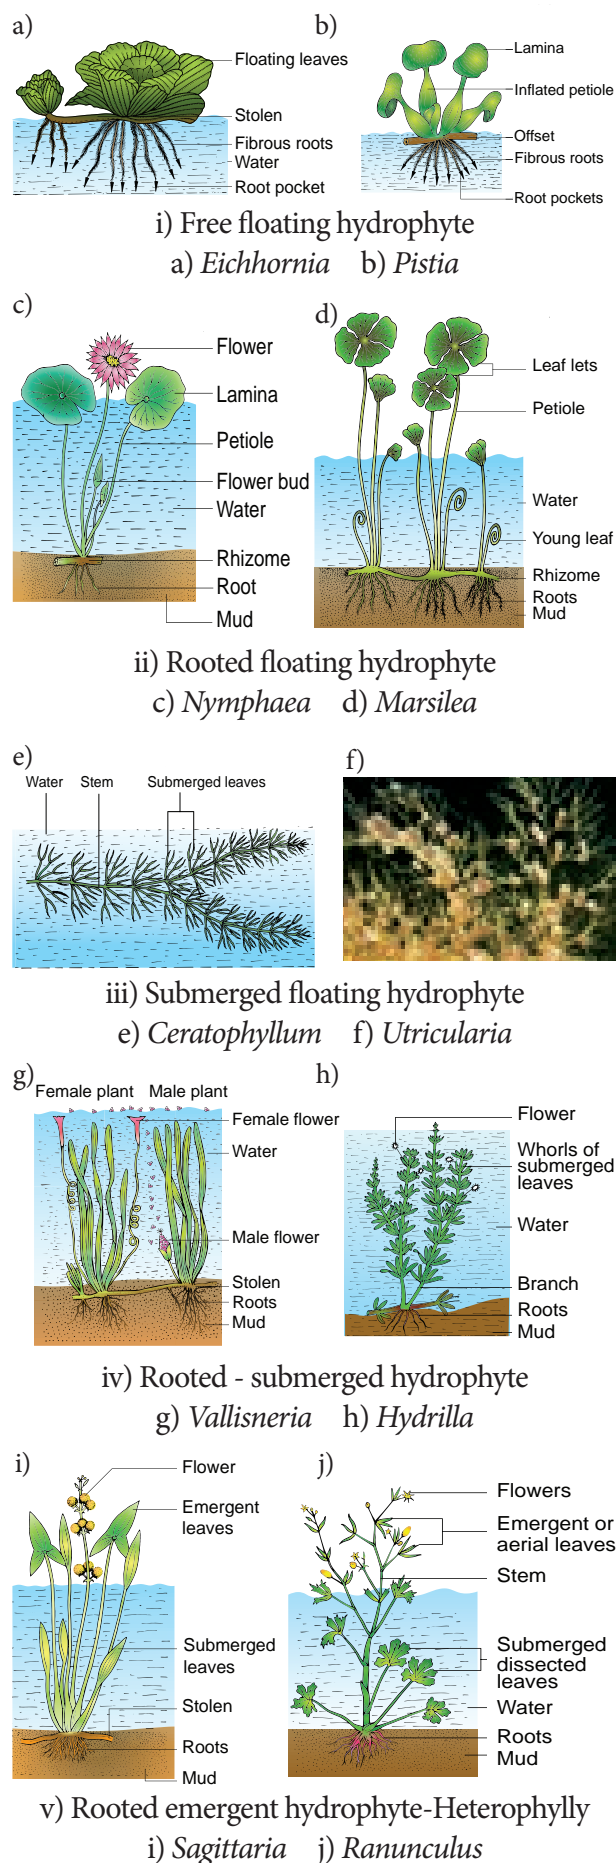 a)
Floating leaves
Stolen
Fibrous roots
Water
Root pocket
b)
Lamina
Inflated petiole
Offset
Fibrous roots
Root pockets
i) Free floating hydrophyte
a) Eichhornia b) Pistia
c)
Flower
Lamina
Petiole
Flower bud
Water
Rhizome
Root
Mud
d)
Leaf lets
Petiole
Water
Young leaf
Rhizome
Roots
Mud
ii) Rooted floating hydrophyte
c) Nymphaea d) Marsilea
e)
Water Stem Submerged leaves
f)
iii) Submerged floating hydrophyte
e) Ceratophyllum f) Utricularia
g)
Female plant Male plant
Female flower
Water
Male flower
Stolen
Roots
Mud
h)
Flower
Whorls of
submerged
leaves
Water
Branch
Roots
Mud
iv) Rooted - submerged hydrophyte
g) Vallisneria h) Hydrilla
i)
Flower
Emergent
leaves
Submerged
leaves
Stolen
Roots
Mud
j)
Flowers
Emergent or
aerial leaves
Stem
Submerged
dissected
leaves
Water
Roots
Mud
v) Rooted emergent hydrophyte-Heterophylly
i) Sagittaria j) Ranunculus